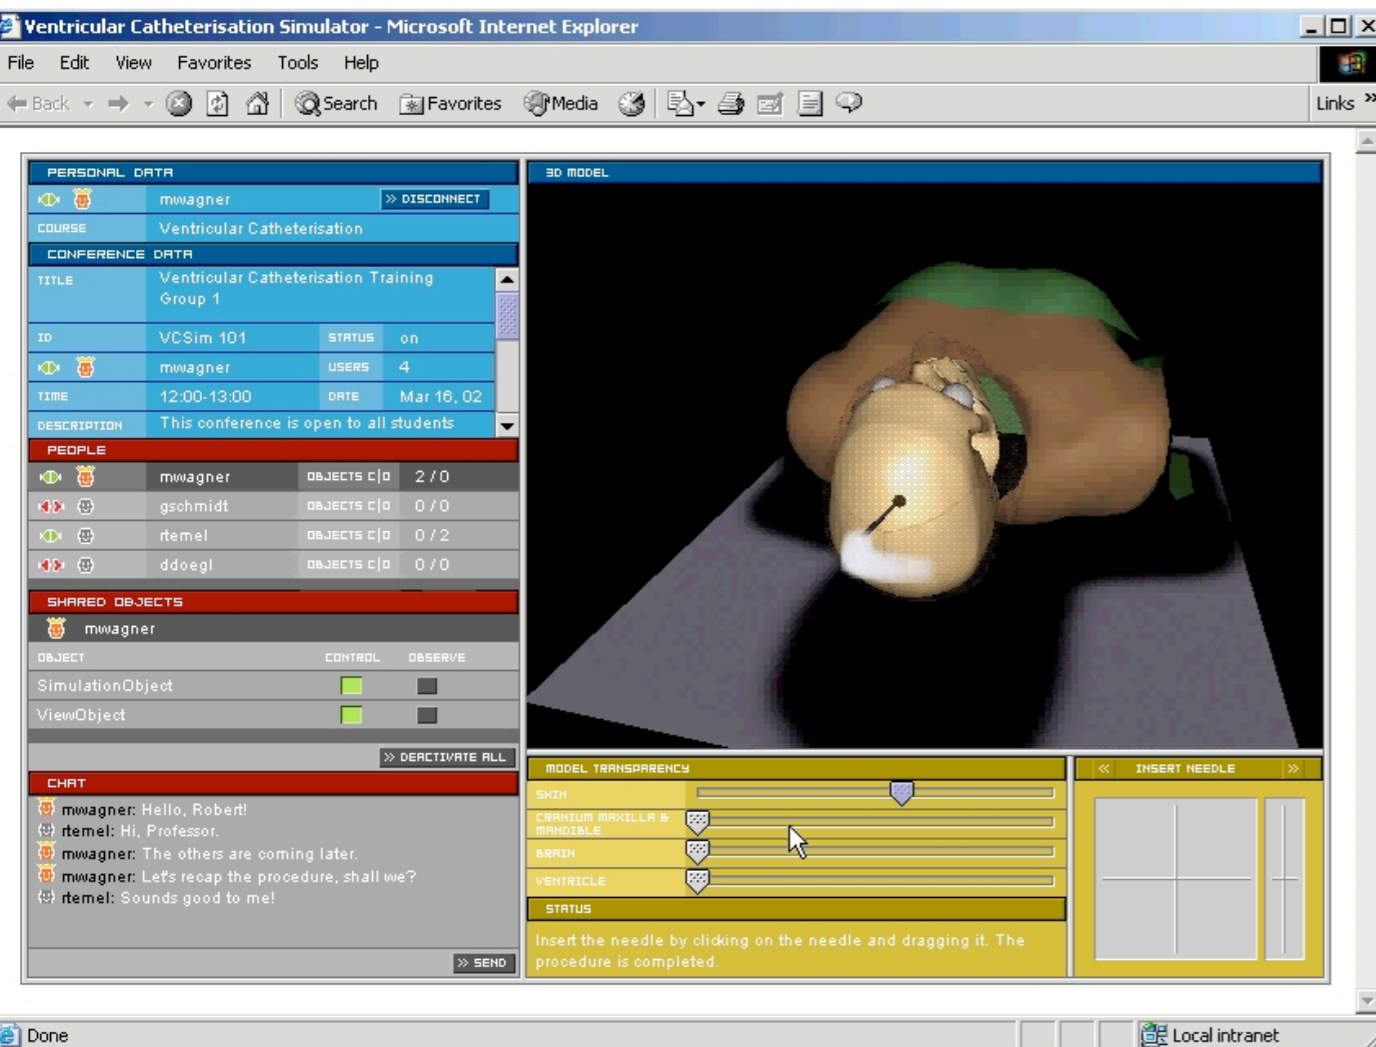 Ventricular Catheterisation Simulator - Microsoft Internet Explorer
File Edit View Favorites Tools Help
Back Search Favorites Media Links »
PERSONAL DATA
mwagner » DISCONNECT
COURSE Ventricular Catheterisation
CONFERENCE DATA
TITLE Ventricular Catheterisation Training
Group 1
ID VCSim 101 STATUS on
mwagner USERS 4
TIME 12:00-13:00 DATE Mar 16, 02
DESCRIPTION This conference is open to all students
PEOPLE
mwagner OBJECTS C|O 2 / 0
gschmidt OBJECTS C|O 0 / 0
rtemel OBJECTS C|O 0 / 2
ddoegl OBJECTS C|O 0 / 0
SHARED OBJECTS
mwagner
OBJECT CONTROL OBSERVE
SimulationObject
ViewObject
» DEACTIVATE ALL
CHAT
mwagner: Hello, Robert!
rtemel: Hi, Professor.
mwagner: The others are coming later.
mwagner: Let's recap the procedure, shall we?
rtemel: Sounds good to me!
» SEND
3D MODEL
MODEL TRANSPARENCY
SKIN
CRANIUM MAXILLA &
MANDIBLE
BRAIN
VENTRICLE
STATUS
Insert the needle by clicking on the needle and dragging it. The
procedure is completed.
« INSERT NEEDLE »
Done Local intranet